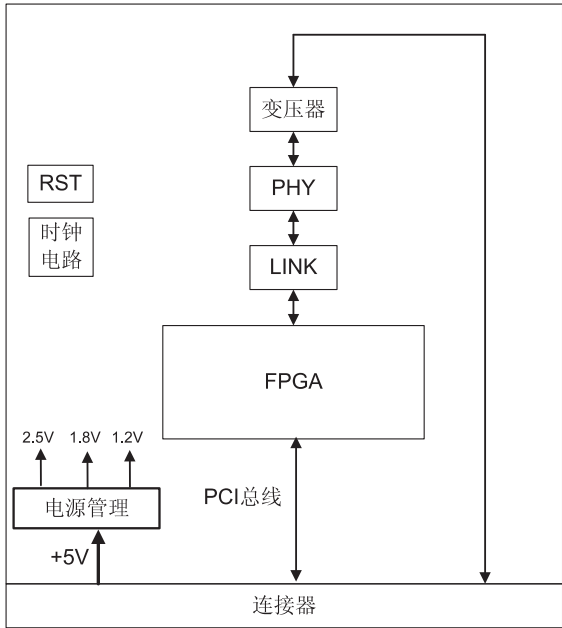 变压器
PHY
RST
时钟
电路
LINK
FPGA
2.5V 1.8V 1.2V
电源管理
PCI总线
+5V
连接器